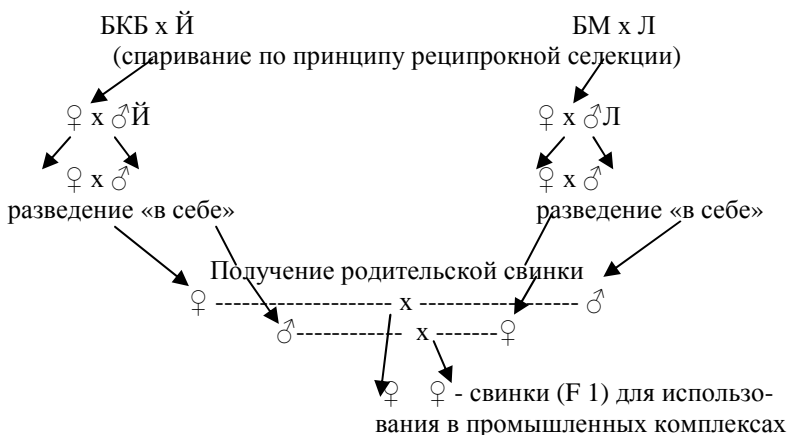 БКБ х Й БМ х Л
(спаривание по принципу реципрокной селекции)
♀ х ♂Й ♀ х ♂Л
♀ х ♂ ♀ х ♂
разведение «в себе» разведение «в себе»
Получение родительской свинки
♀ --------------------- х ----------------- ♂
♂----------- х ------♀
♀ ♀ - свинки (F 1) для использо-
вания в промышленных комплексах